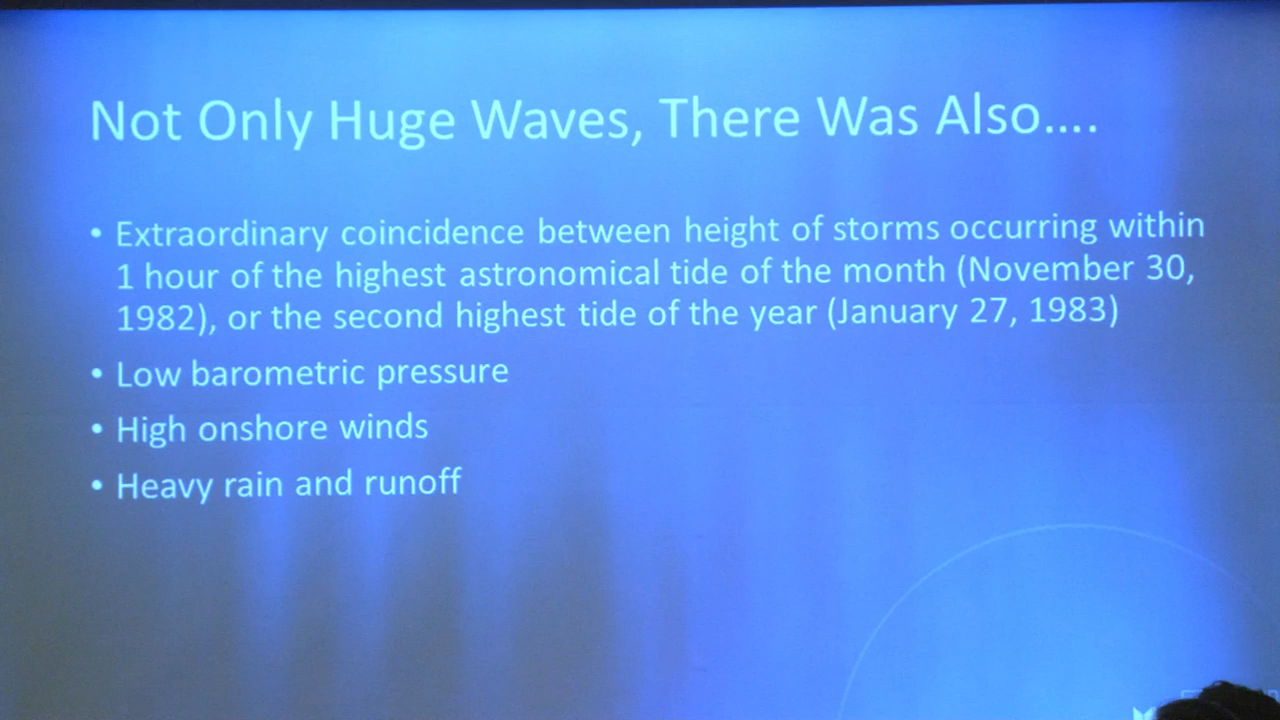 Not Only Huge Waves, There Was Also....
• Extraordinary coincidence between height of storms occurring within
1 hour of the highest astronomical tide of the month (November 30,
1982), or the second highest tide of the year (January 27, 1983)
• Low barometric pressure
• High onshore winds
• Heavy rain and runoff